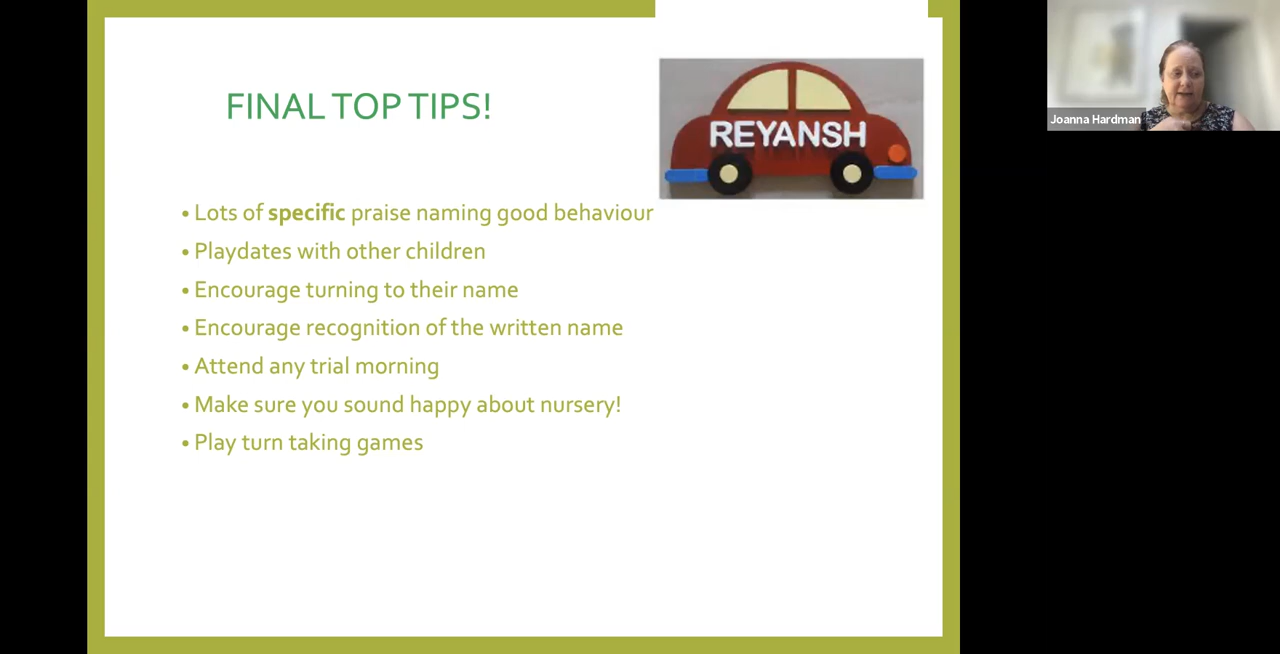 FINAL TOP TIPS!
REYANSH
Joanna Hardman
• Lots of specific praise naming good behaviour
• Playdates with other children
• Encourage turning to their name
• Encourage recognition of the written name
• Attend any trial morning
• Make sure you sound happy about nursery!
• Play turn taking games